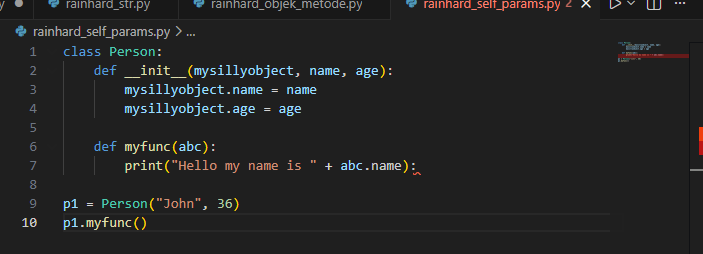 rainhard_str.py
rainhard_objek_metode.py
rainhard_self_params.py 2
rainhard_self_params.py > ...
1 class Person:
2     def __init__(mysillyobject, name, age):
3         mysillyobject.name = name
4         mysillyobject.age = age
5
6     def myfunc(abc):
7         print("Hello my name is " + abc.name):
8
9 p1 = Person("John", 36)
10 p1.myfunc()